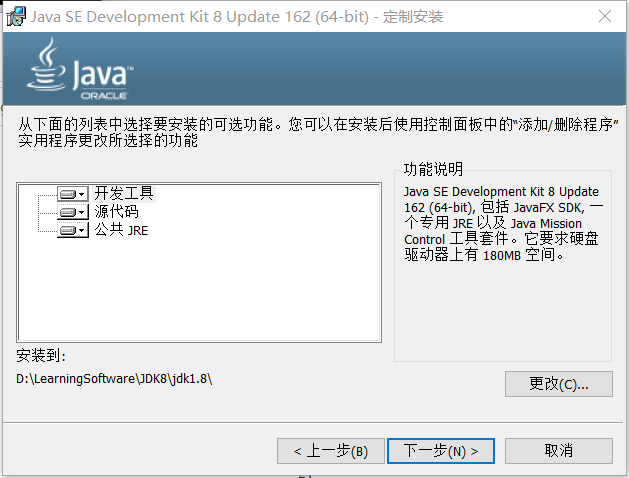 Java SE Development Kit 8 Update 162 (64-bit) - 定制安装
Java™
ORACLE
从下面的列表中选择要安装的可选功能。您可以在安装后使用控制面板中的“添加/删除程序”
实用程序更改所选择的功能
开发工具
源代码
公共 JRE
功能说明
Java SE Development Kit 8 Update
162 (64-bit), 包括 JavaFX SDK, 一
个专用 JRE 以及 Java Mission
Control 工具套件。它要求硬盘
驱动器上有 180MB 空间。
安装到:
D:\LearningSoftware\JDK8\jdk1.8\
更改(C)...
< 上一步(B)
下一步(N) >
取消